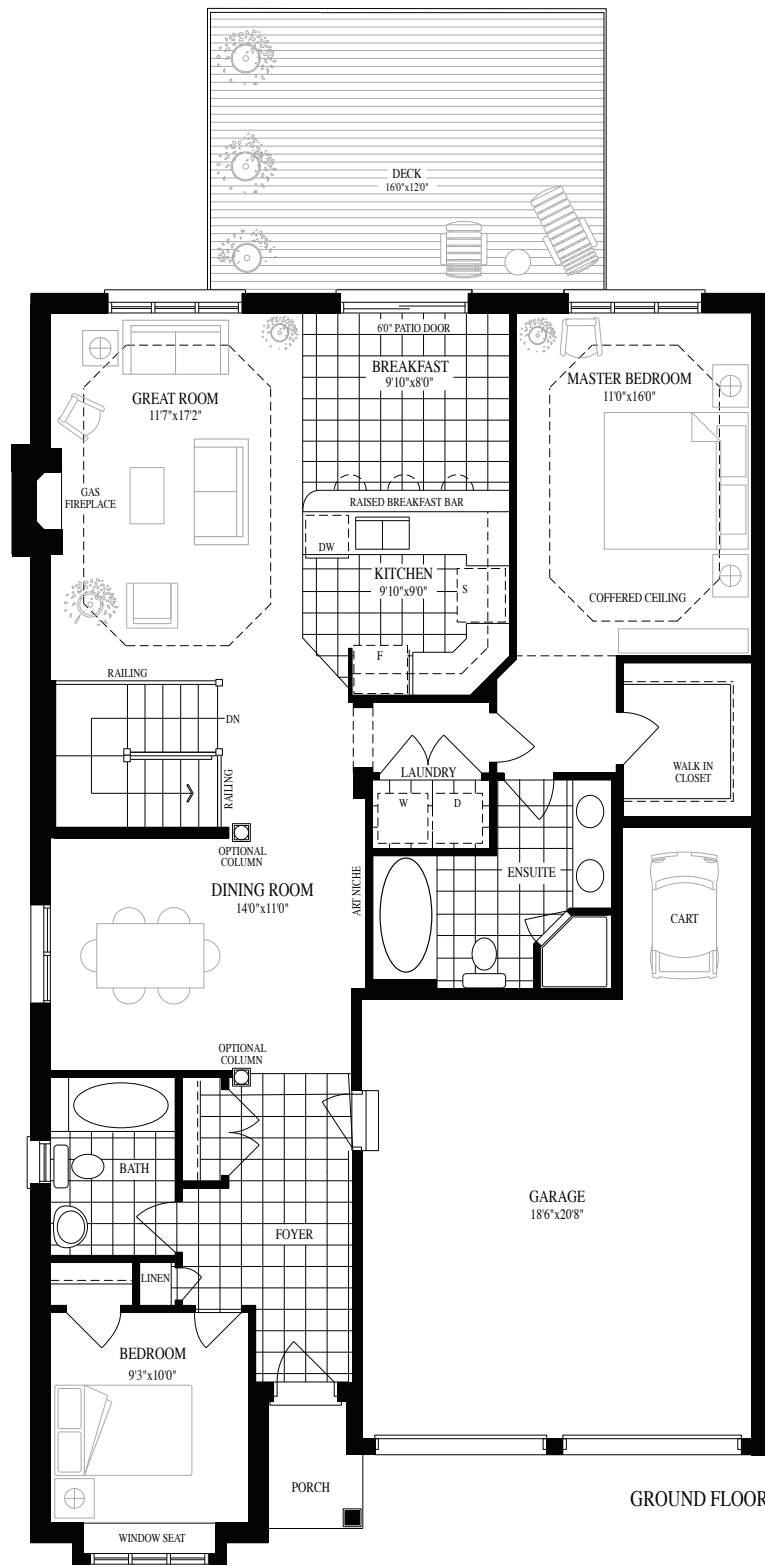 DECK
16'0"x12'0"
6'0" PATIO DOOR
BREAKFAST
9'10"x8'0"
GREAT ROOM
11'7"x17'2"
MASTER BEDROOM
11'0"x16'0"
GAS
FIREPLACE
RAISED BREAKFAST BAR
DW
KITCHEN
9'10"x9'0"
S
COFFERED CEILING
F
RAILING
DN
RAILING
LAUNDRY
W
D
WALK IN
CLOSET
OPTIONAL
COLUMN
ENSUITE
DINING ROOM
14'0"x11'0"
ART NICHE
CART
OPTIONAL
COLUMN
BATH
GARAGE
18'6"x20'8"
FOYER
LINEN
BEDROOM
9'3"x10'0"
PORCH
GROUND FLOOR
WINDOW SEAT